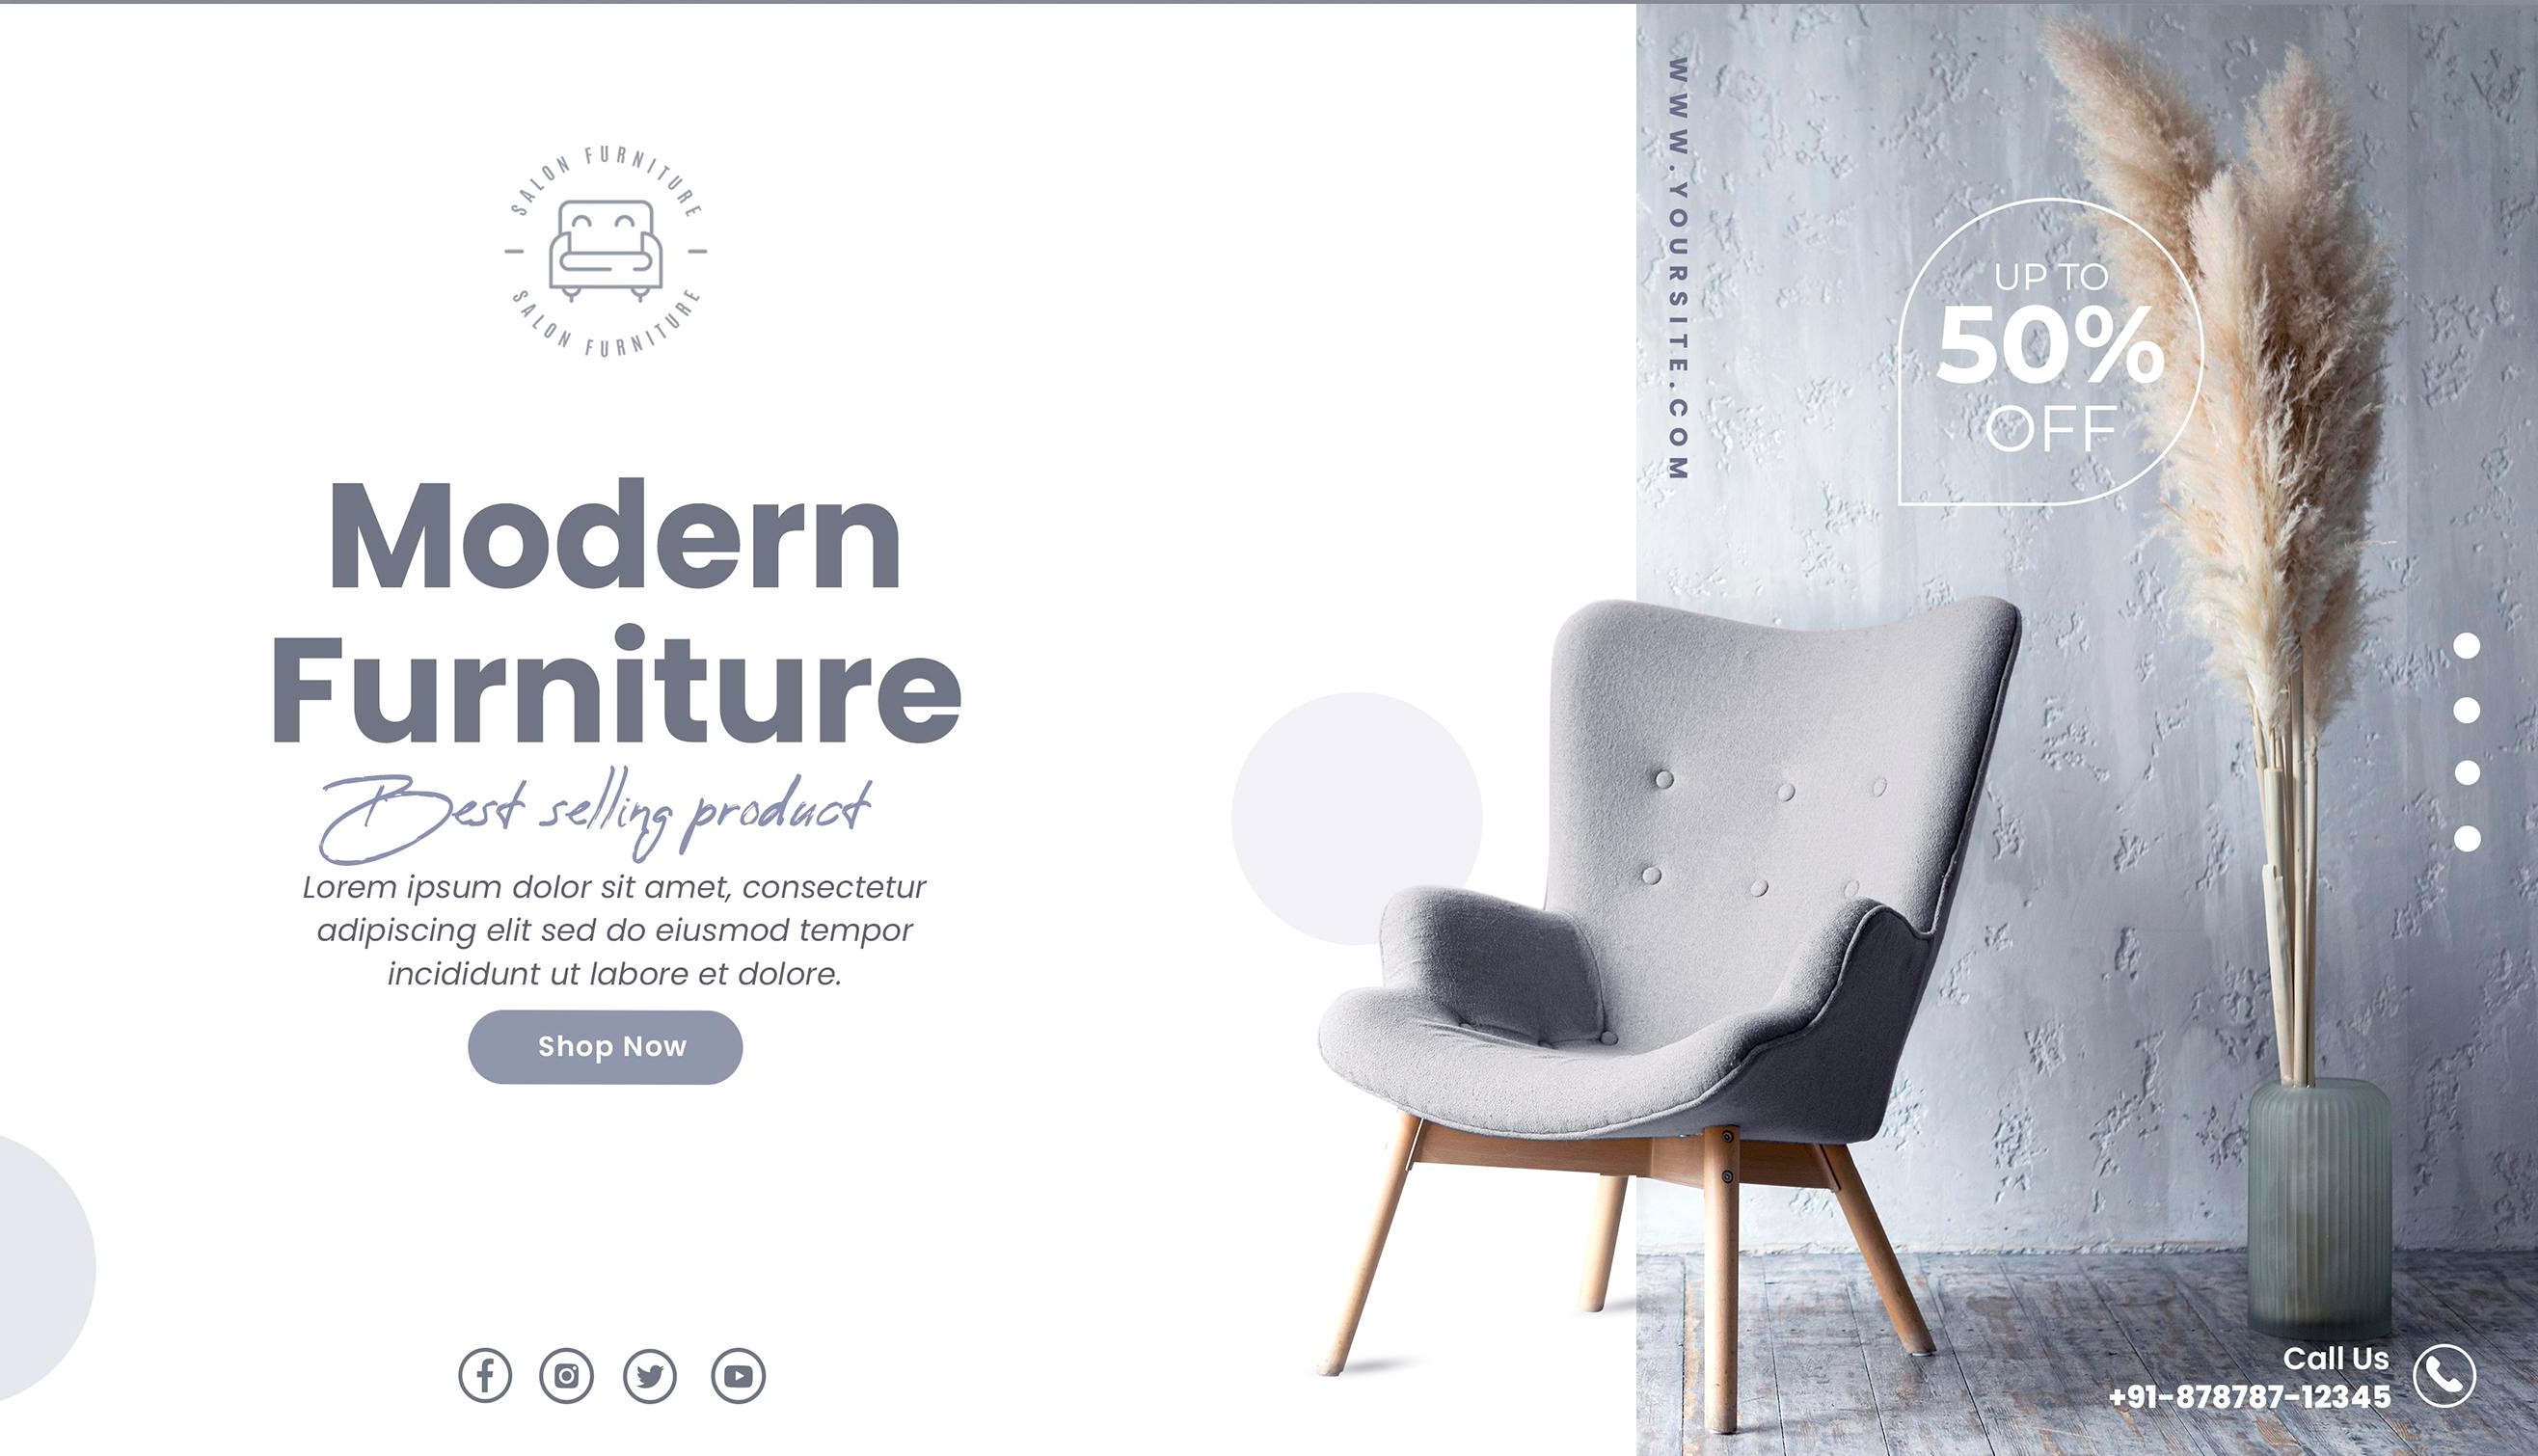 SALON FURNITURE
SALON FURNITURE
Modern
Furniture
Best selling product
Lorem ipsum dolor sit amet, consectetur
adipiscing elit sed do eiusmod tempor
incididunt ut labore et dolore.
Shop Now
WWW.YOURSITE.COM
UP TO
50%
OFF
Call Us
+91-878787-12345